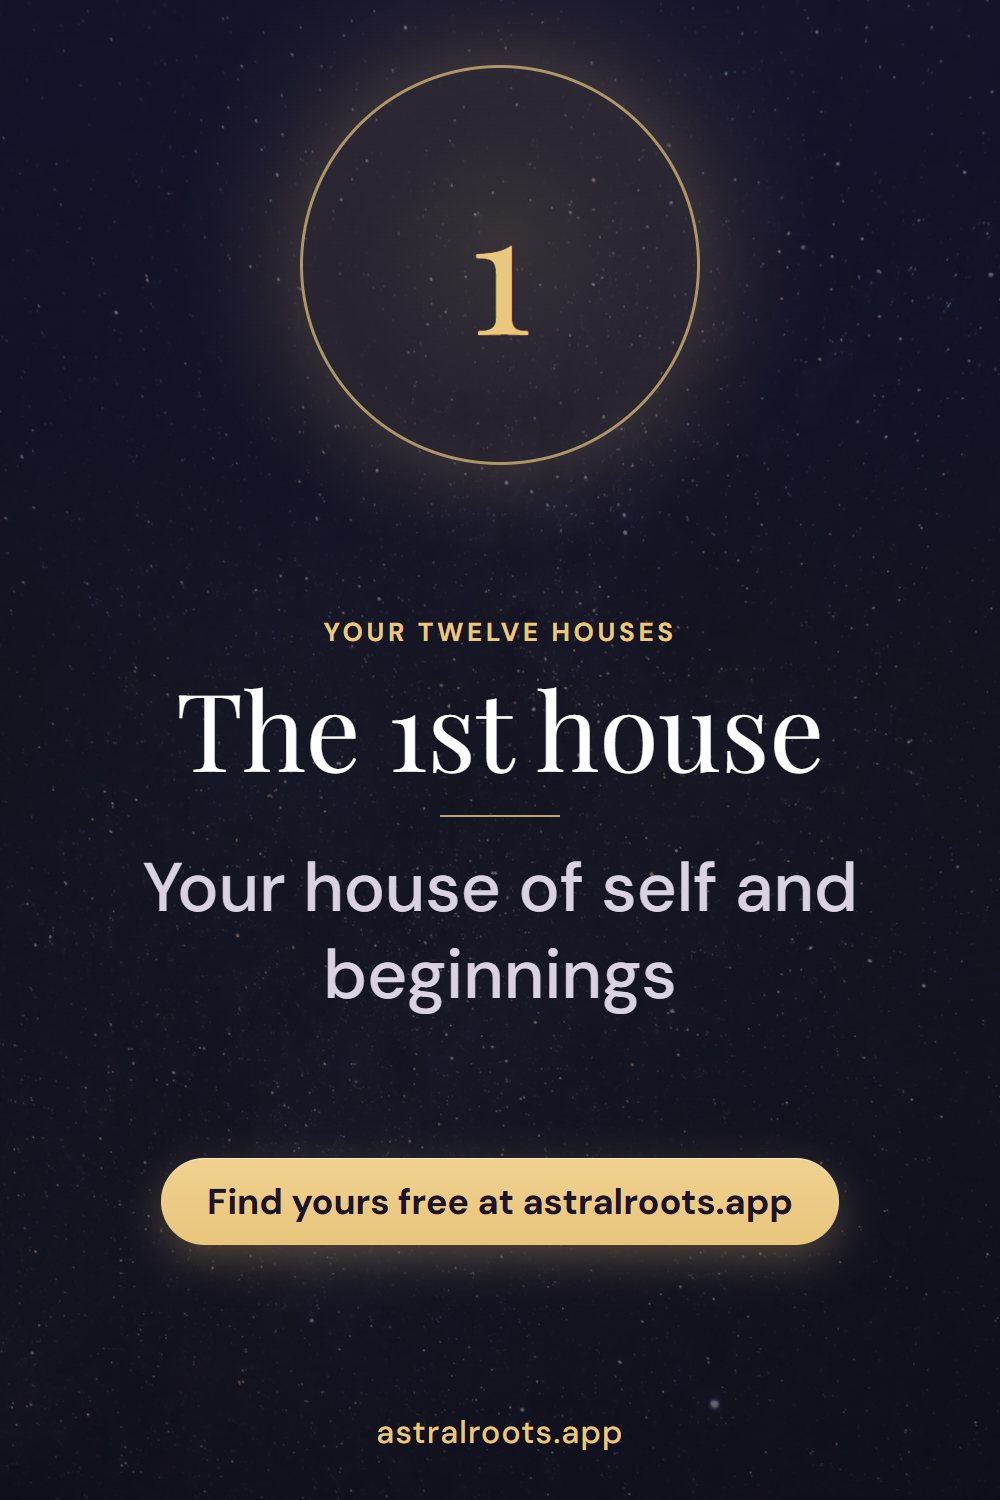 1
YOUR TWELVE HOUSES
The 1st house
Your house of self and
beginnings
Find yours free at astralroots.app
astralroots.app